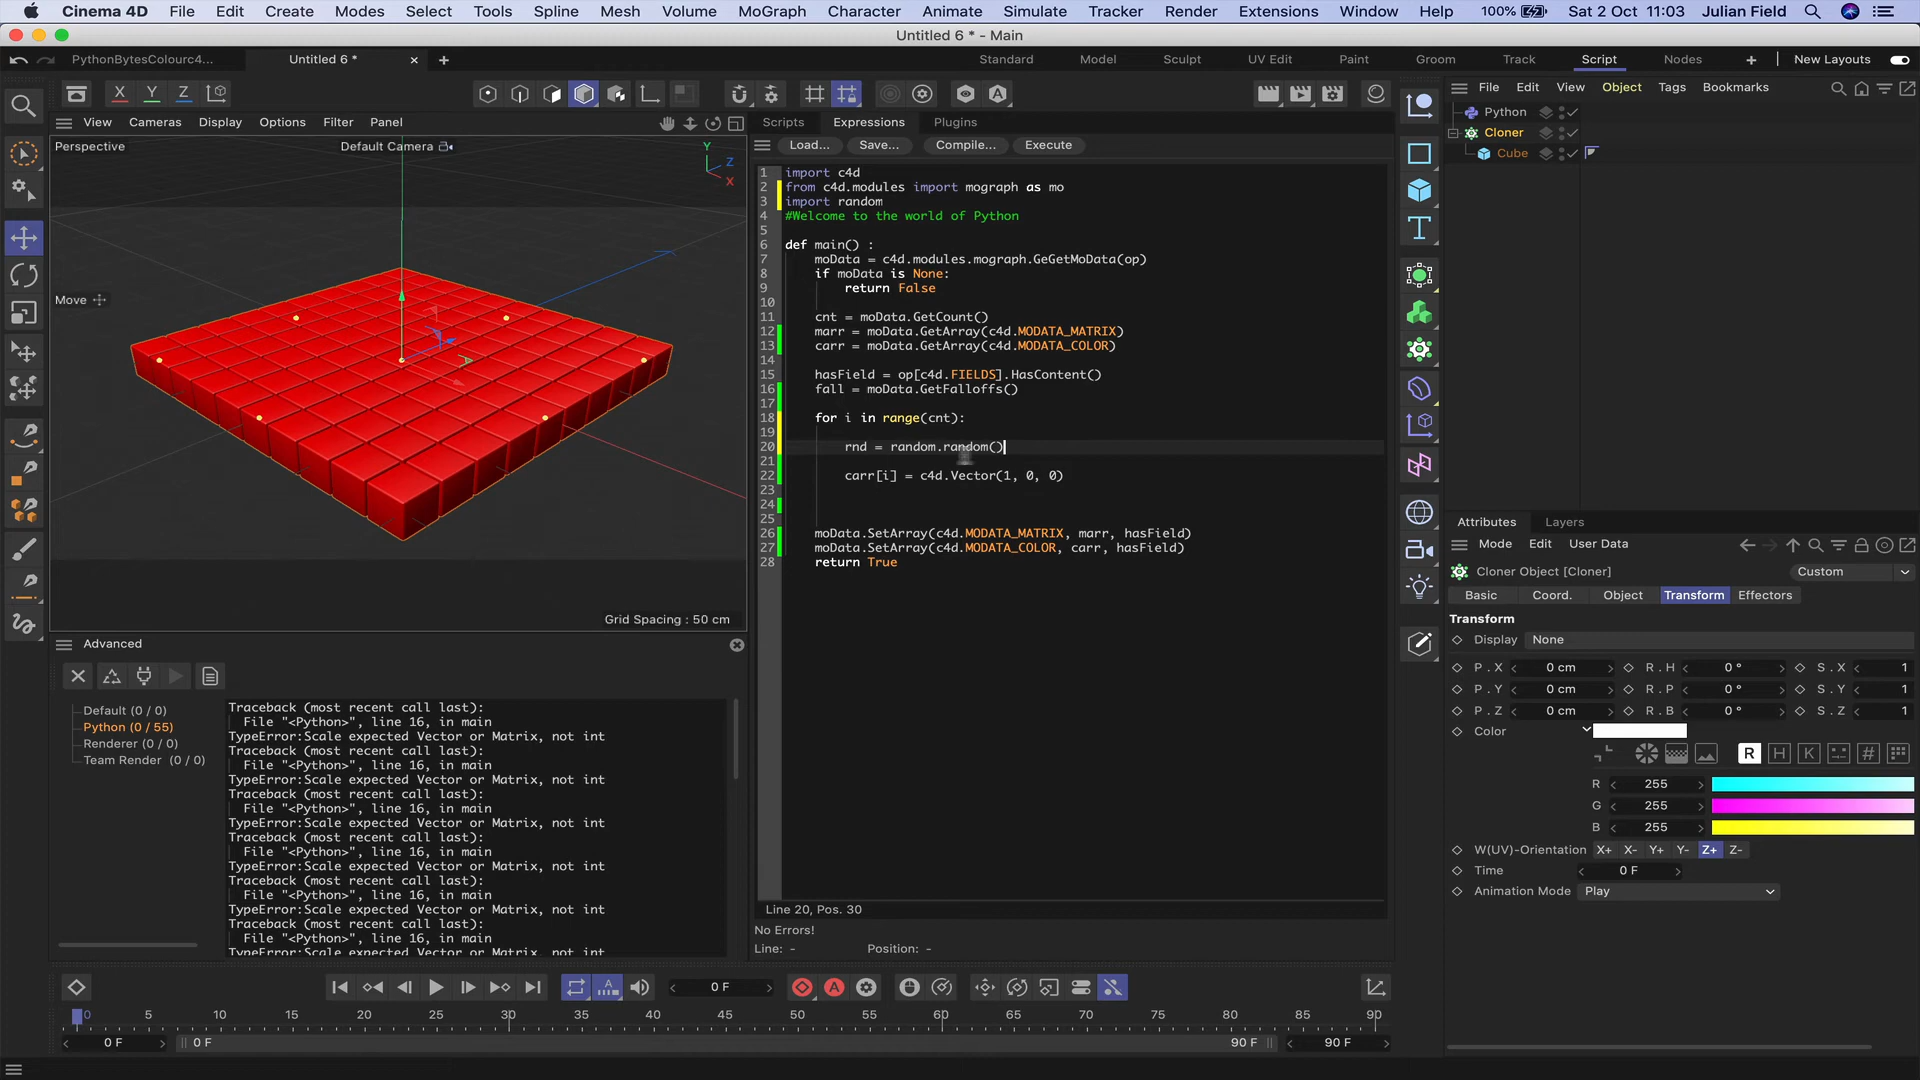 Cinema 4D File Edit Create Modes Select Tools Spline Mesh Volume MoGraph Character Animate Simulate Tracker Render Extensions Window Help 100% Sat 2 Oct 11:03 Julian Field
Untitled 6 * - Main
PythonBytesColourc4... Untitled 6 * Standard Model Sculpt UV Edit Paint Groom Track Script Nodes New Layouts
X Y Z
File Edit View Object Tags Bookmarks
View Cameras Display Options Filter Panel
Scripts Expressions Plugins
Load... Save... Compile... Execute
Python
Cloner
Cube
Perspective
Default Camera
Y
Z
X
Move
Grid Spacing : 50 cm
1 import c4d
2 from c4d.modules import mograph as mo
3 import random
4 #Welcome to the world of Python
5
6 def main() :
7 moData = c4d.modules.mograph.GeGetMoData(op)
8 if moData is None:
9 return False
10
11 cnt = moData.GetCount()
12 marr = moData.GetArray(c4d.MODATA_MATRIX)
13 carr = moData.GetArray(c4d.MODATA_COLOR)
14
15 hasField = op[c4d.FIELDS].HasContent()
16 fall = moData.GetFalloffs()
17
18 for i in range(cnt):
19
20 rnd = random.random()
21
22 carr[i] = c4d.Vector(1, 0, 0)
23
24
25
26 moData.SetArray(c4d.MODATA_MATRIX, marr, hasField)
27 moData.SetArray(c4d.MODATA_COLOR, carr, hasField)
28 return True
Line 20, Pos. 30
No Errors!
Line: - Position: -
Advanced
Default (0 / 0)
Python (0 / 55)
Renderer (0 / 0)
Team Render (0 / 0)
Traceback (most recent call last):
File "<Python>", line 16, in main
TypeError:Scale expected Vector or Matrix, not int
Traceback (most recent call last):
File "<Python>", line 16, in main
TypeError:Scale expected Vector or Matrix, not int
Traceback (most recent call last):
File "<Python>", line 16, in main
TypeError:Scale expected Vector or Matrix, not int
Traceback (most recent call last):
File "<Python>", line 16, in main
TypeError:Scale expected Vector or Matrix, not int
Traceback (most recent call last):
File "<Python>", line 16, in main
TypeError:Scale expected Vector or Matrix, not int
Traceback (most recent call last):
File "<Python>", line 16, in main
TypeError:Scale expected Vector or Matrix, not int
Attributes Layers
Mode Edit User Data
Cloner Object [Cloner] Custom
Basic Coord. Object Transform Effectors
Transform
Display None
P . X 0 cm R . H 0 ° S . X 1
P . Y 0 cm R . P 0 ° S . Y 1
P . Z 0 cm R . B 0 ° S . Z 1
Color
R H K #
R 255
G 255
B 255
W(UV)-Orientation X+ X- Y+ Y- Z+ Z-
Time 0 F
Animation Mode Play
0 F
0 5 10 15 20 25 30 35 40 45 50 55 60 65 70 75 80 85 90
0 F 0 F 90 F 90 F